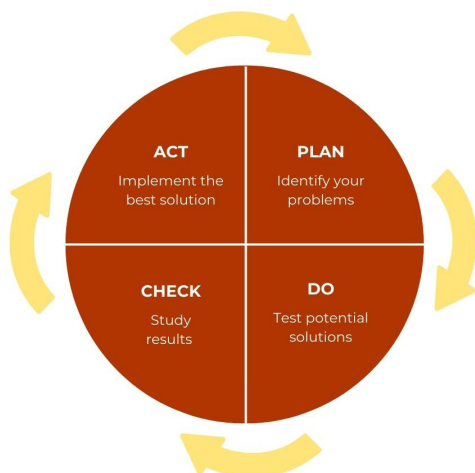 ACT
Implement the
best solution
PLAN
Identify your
problems
CHECK
Study
results
DO
Test potential
solutions